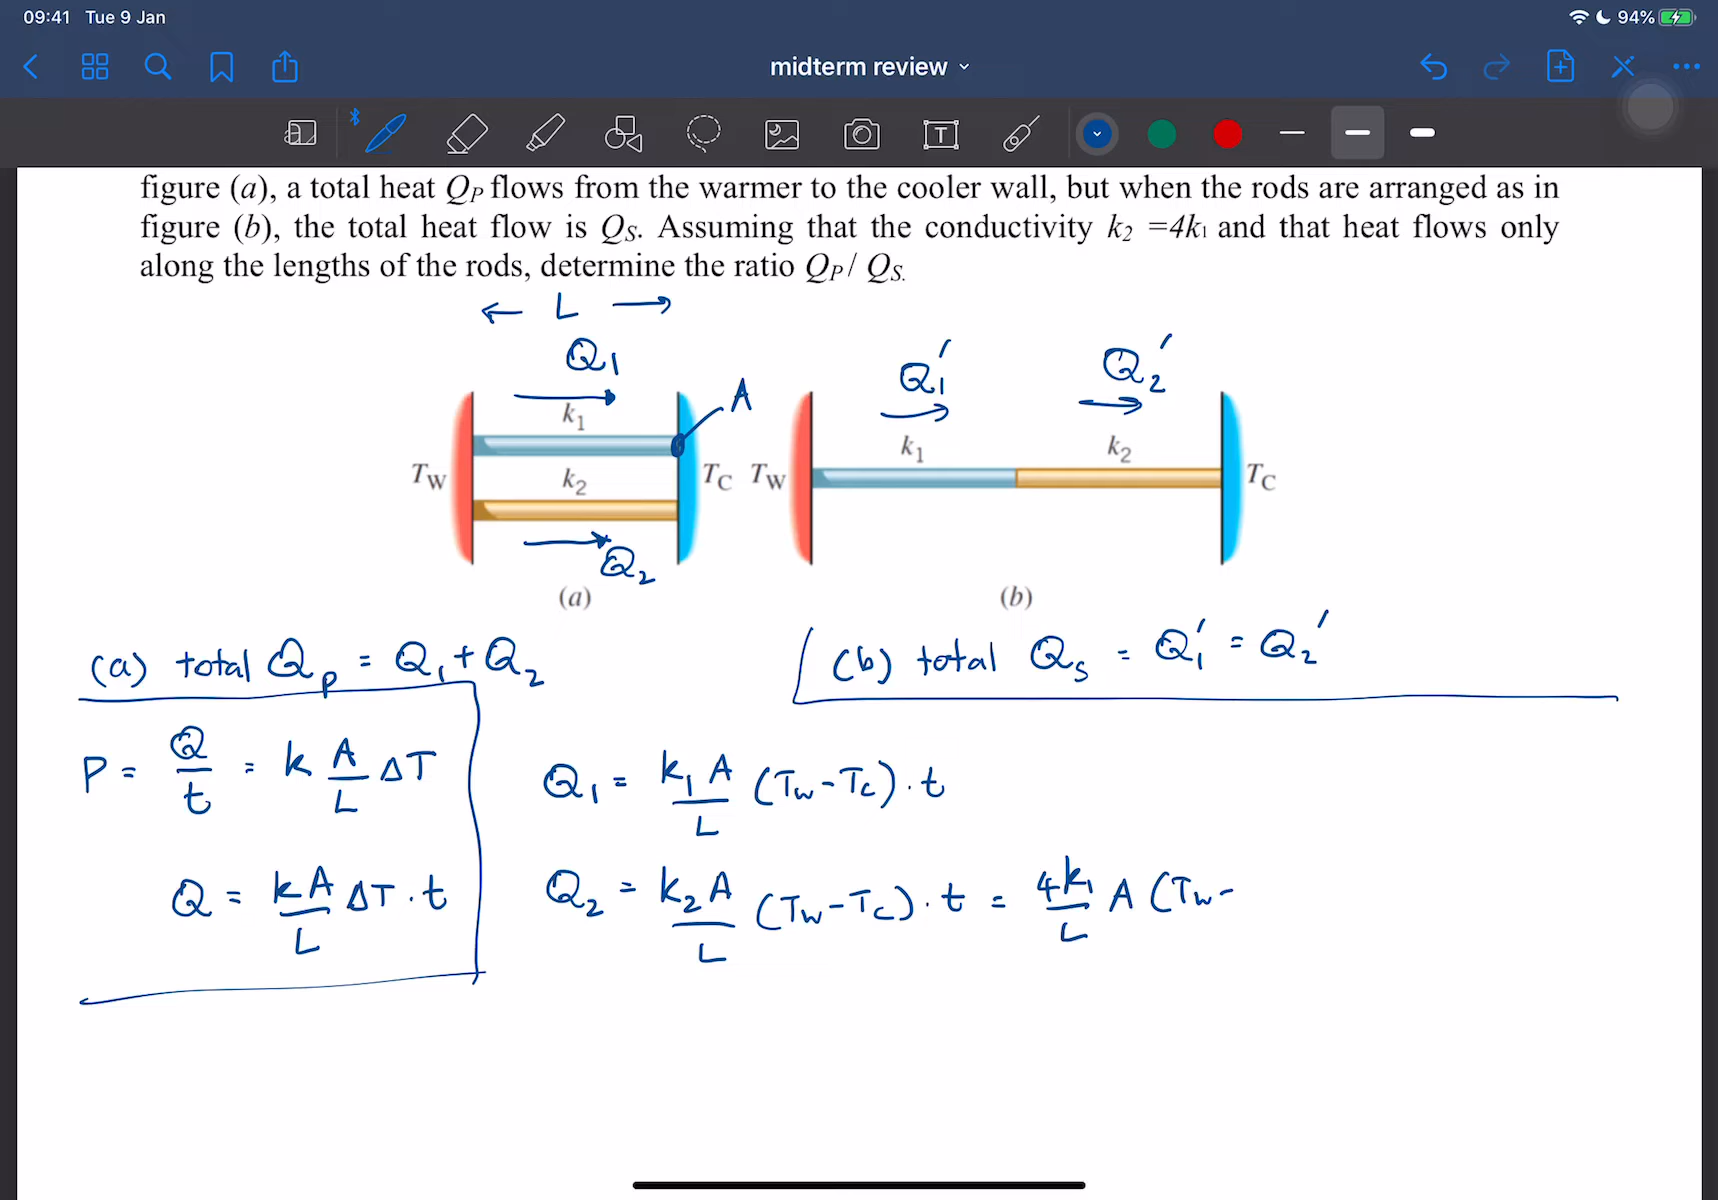 09:41 Tue 9 Jan
94%
midterm review
T
figure (a), a total heat QP flows from the warmer to the cooler wall, but when the rods are arranged as in
figure (b), the total heat flow is QS. Assuming that the conductivity k2 =4k1 and that heat flows only
along the lengths of the rods, determine the ratio QP/ QS.
← L →
Q1
A
k1
TW
k2
TC
Q2
(a)
Q1'
Q2'
k1
k2
TW
TC
(b)
(a) total Qp = Q1 + Q2
(b) total Qs = Q1' = Q2'
P = Q/t = k A/L ΔT
Q1 = k1 A/L (Tw - Tc) · t
Q = kA/L ΔT · t
Q2 = k2 A/L (Tw - Tc) · t = 4k1/L A (Tw -